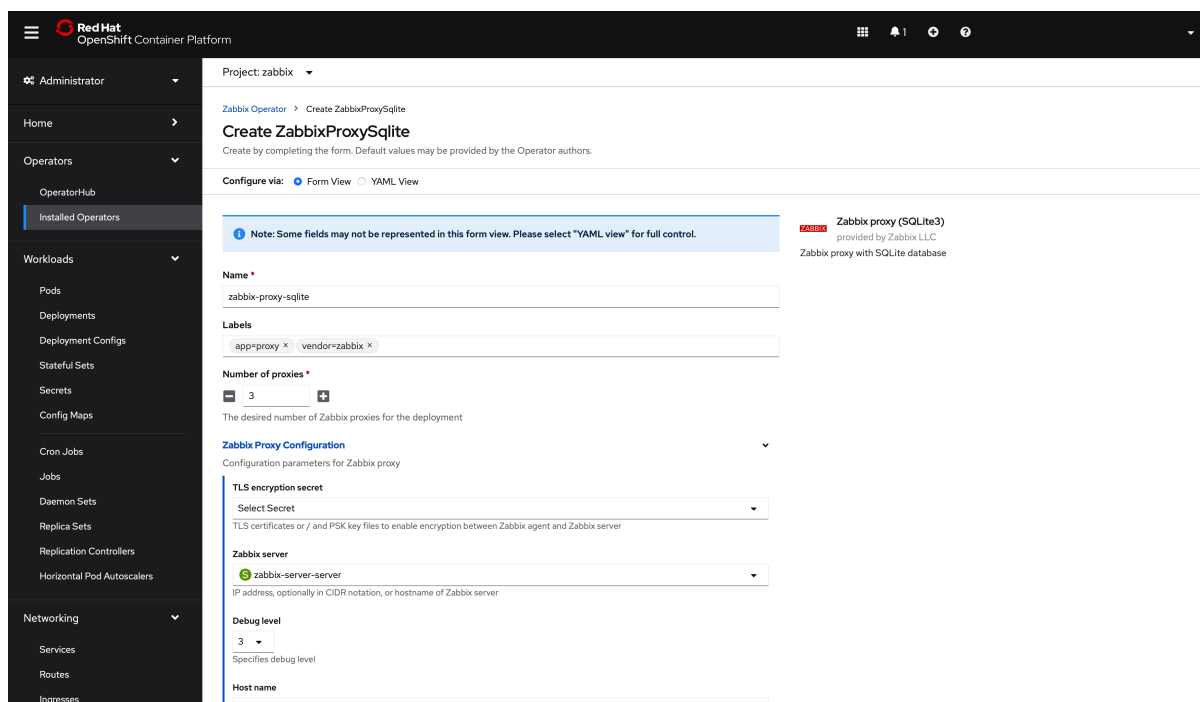 Red Hat
OpenShift Container Platform
1
Administrator
Home
Operators
OperatorHub
Installed Operators
Workloads
Pods
Deployments
Deployment Configs
Stateful Sets
Secrets
Config Maps
Cron Jobs
Jobs
Daemon Sets
Replica Sets
Replication Controllers
Horizontal Pod Autoscalers
Networking
Services
Routes
Ingresses
Project: zabbix
Zabbix Operator > Create ZabbixProxySqlite
Create ZabbixProxySqlite
Create by completing the form. Default values may be provided by the Operator authors.
Configure via: Form View YAML View
Note: Some fields may not be represented in this form view. Please select "YAML view" for full control.
Name *
zabbix-proxy-sqlite
Labels
app=proxy × vendor=zabbix ×
Number of proxies *
3
The desired number of Zabbix proxies for the deployment
Zabbix Proxy Configuration
Configuration parameters for Zabbix proxy
TLS encryption secret
Select Secret
TLS certificates or / and PSK key files to enable encryption between Zabbix agent and Zabbix server
Zabbix server
S zabbix-server-server
IP address, optionally in CIDR notation, or hostname of Zabbix server
Debug level
3
Specifies debug level
Host name
ZABBIX
Zabbix proxy (SQLite3)
provided by Zabbix LLC
Zabbix proxy with SQLite database